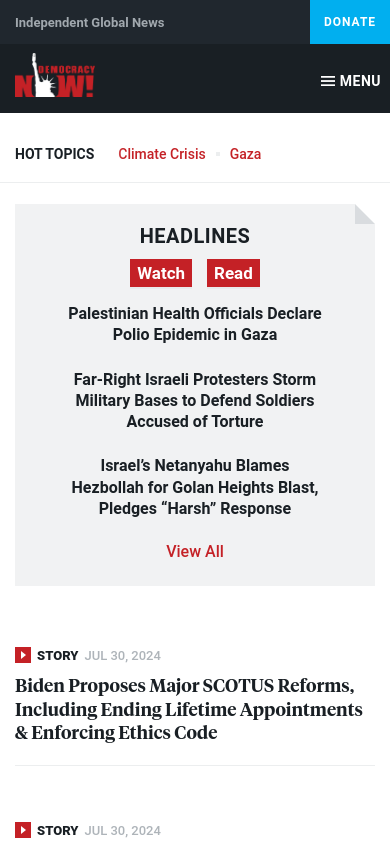 Independent Global News
DONATE
DEMOCRACY
NOW!
MENU
HOT TOPICS
Climate Crisis
Gaza
HEADLINES
Watch
Read
Palestinian Health Officials Declare
Polio Epidemic in Gaza
Far-Right Israeli Protesters Storm
Military Bases to Defend Soldiers
Accused of Torture
Israel’s Netanyahu Blames
Hezbollah for Golan Heights Blast,
Pledges “Harsh” Response
View All
STORY JUL 30, 2024
Biden Proposes Major SCOTUS Reforms,
Including Ending Lifetime Appointments
& Enforcing Ethics Code
STORY JUL 30, 2024